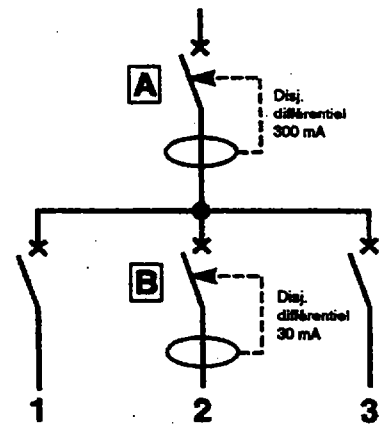 A
Disj.
différentiel
300 mA
B
Disj.
différentiel
30 mA
1 2 3